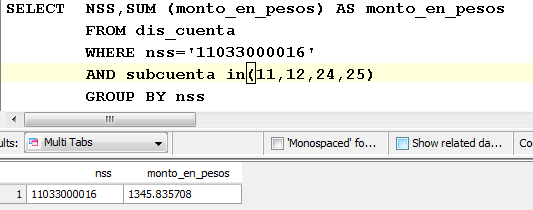 SELECT NSS,SUM (monto_en_pesos) AS monto_en_pesos
FROM dis_cuenta
WHERE nss='11033000016'
AND subcuenta in(11,12,24,25)
GROUP BY nss
ults: Multi Tabs 'Monospaced' fo... Show related da... Co
nss monto_en_pesos
1 11033000016 1345.835708